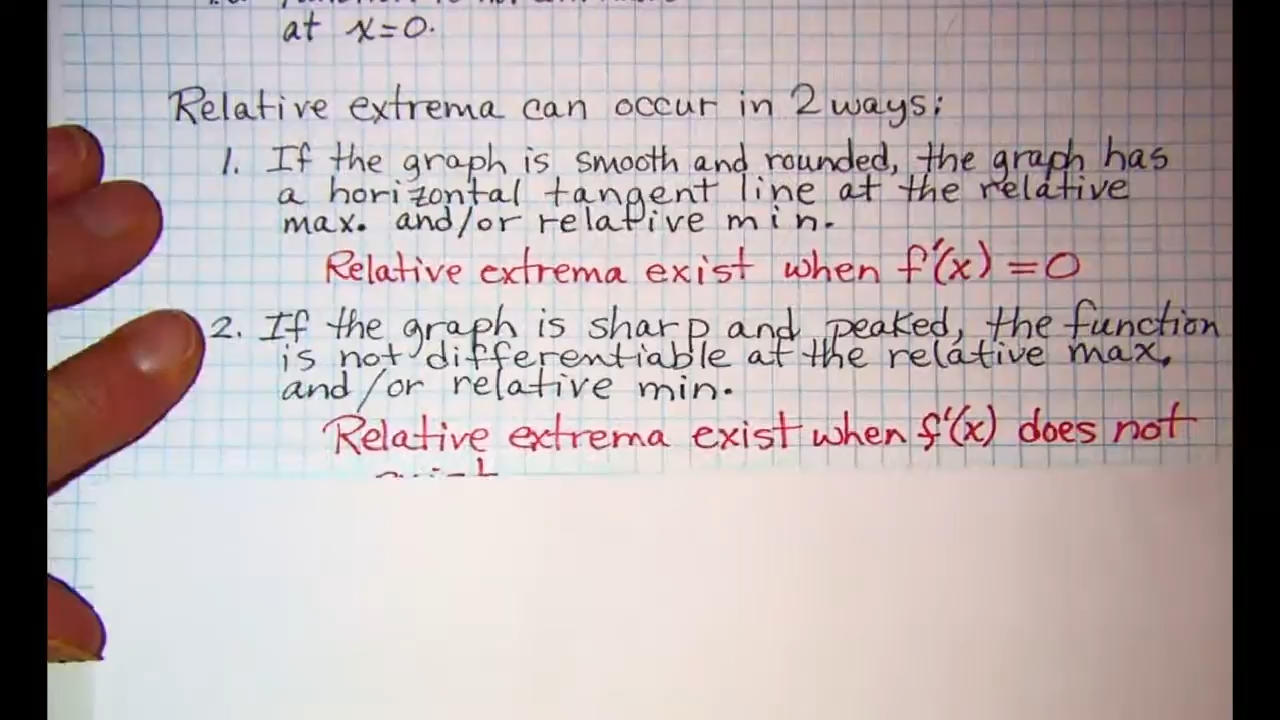 at x=0.
Relative extrema can occur in 2 ways:
1. If the graph is smooth and rounded, the graph has
a horizontal tangent line at the relative
max. and/or relative min.
Relative extrema exist when f'(x) = 0
2. If the graph is sharp and peaked, the function
is not differentiable at the relative max.
and/or relative min.
Relative extrema exist when f'(x) does not